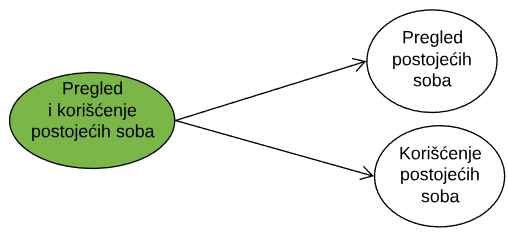 Pregled
i korišćenje
postojećih soba
Pregled
postojećih
soba
Korišćenje
postojećih
soba